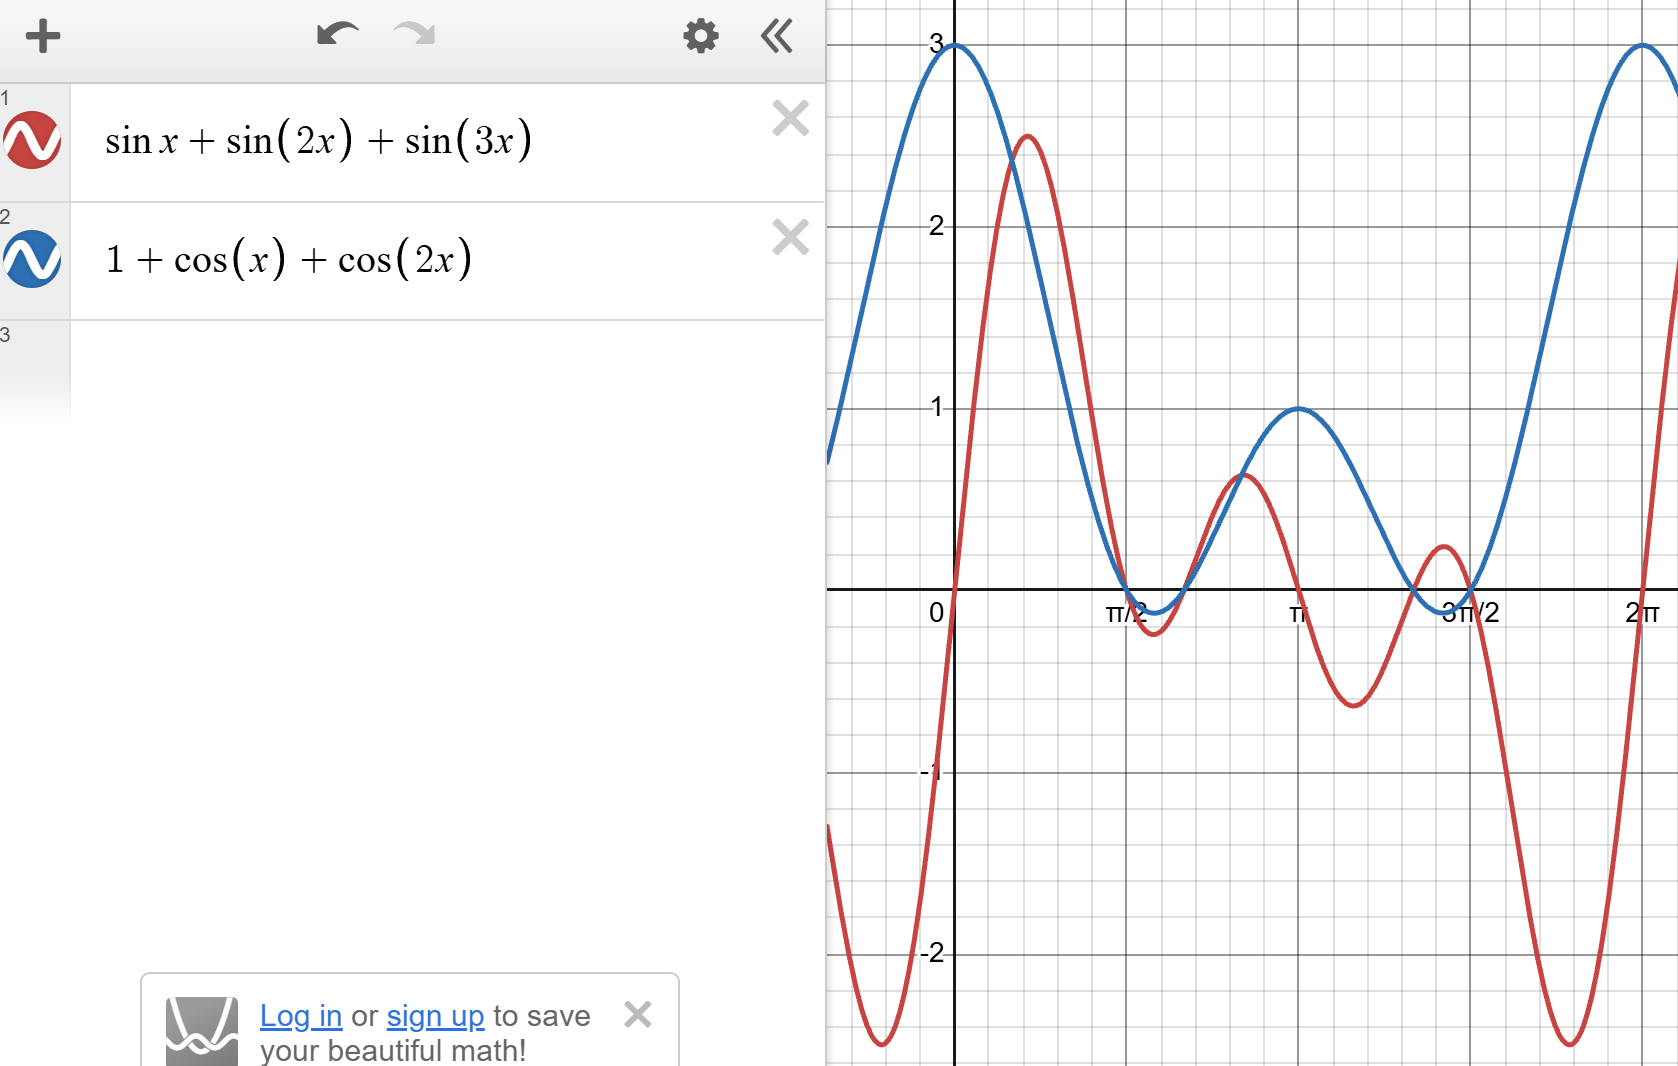 1
sin x + sin(2x) + sin(3x)
2
1 + cos(x) + cos(2x)
3
Log in or sign up to save
your beautiful math!
3
2
1
0 π/2 π 3π/2 2π
-1
-2